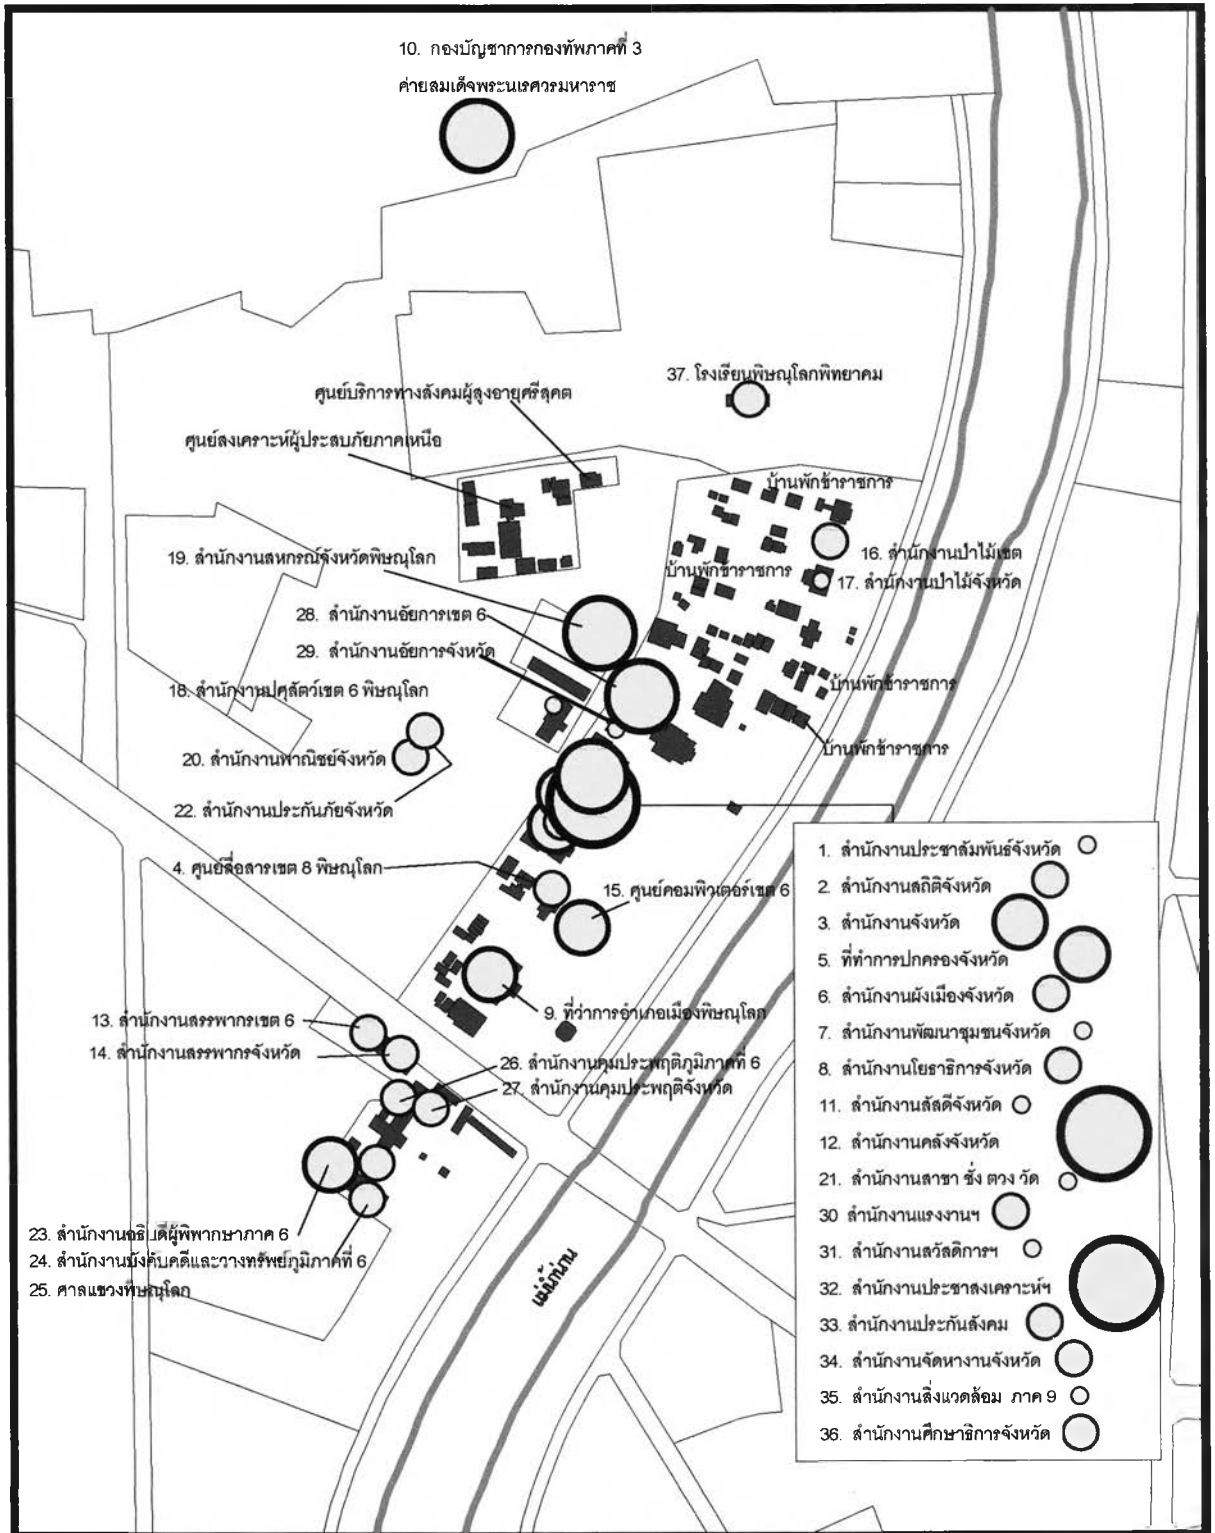 10. กองบัญชาการกองทัพภาคที่ 3
ค่ายสมเด็จพระนเรศวรมหาราช
37. โรงเรียนพิษณุโลกพิทยาคม
ศูนย์บริการทางสังคมผู้สูงอายุศรีสุคต
ศูนย์สงเคราะห์ผู้ประสบภัยภาคเหนือ
บ้านพักข้าราชการ
19. สำนักงานสหกรณ์จังหวัดพิษณุโลก
16. สำนักงานป่าไม้เขต
บ้านพักข้าราชการ
17. สำนักงานป่าไม้จังหวัด
28. สำนักงานอัยการเขต 6
29. สำนักงานอัยการจังหวัด
18. สำนักงานปศุสัตว์เขต 6 พิษณุโลก
บ้านพักข้าราชการ
บ้านพักข้าราชการ
20. สำนักงานพาณิชย์จังหวัด
22. สำนักงานประกันภัยจังหวัด
4. ศูนย์สื่อสารเขต 8 พิษณุโลก
15. ศูนย์คอมพิวเตอร์เขต 6
9. ที่ว่าการอำเภอเมืองพิษณุโลก
13. สำนักงานสรรพากรเขต 6
14. สำนักงานสรรพากรจังหวัด
26. สำนักงานคุมประพฤติภูมิภาคที่ 6
27. สำนักงานคุมประพฤติจังหวัด
23. สำนักงานอธิบดีผู้พิพากษาภาค 6
24. สำนักงานบังคับคดีและวางทรัพย์ภูมิภาคที่ 6
25. ศาลแขวงพิษณุโลก
แม่น้ำน่าน
1. สำนักงานประชาสัมพันธ์จังหวัด
2. สำนักงานสถิติจังหวัด
3. สำนักงานจังหวัด
5. ที่ทำการปกครองจังหวัด
6. สำนักงานผังเมืองจังหวัด
7. สำนักงานพัฒนาชุมชนจังหวัด
8. สำนักงานโยธาธิการจังหวัด
11. สำนักงานสัสดีจังหวัด
12. สำนักงานคลังจังหวัด
21. สำนักงานสาขา ชั่ง ตวง วัด
30 สำนักงานแรงงานฯ
31. สำนักงานสวัสดิการฯ
32. สำนักงานประชาสงเคราะห์ฯ
33. สำนักงานประกันสังคม
34. สำนักงานจัดหางานจังหวัด
35. สำนักงานสิ่งแวดล้อม ภาค 9
36. สำนักงานศึกษาธิการจังหวัด